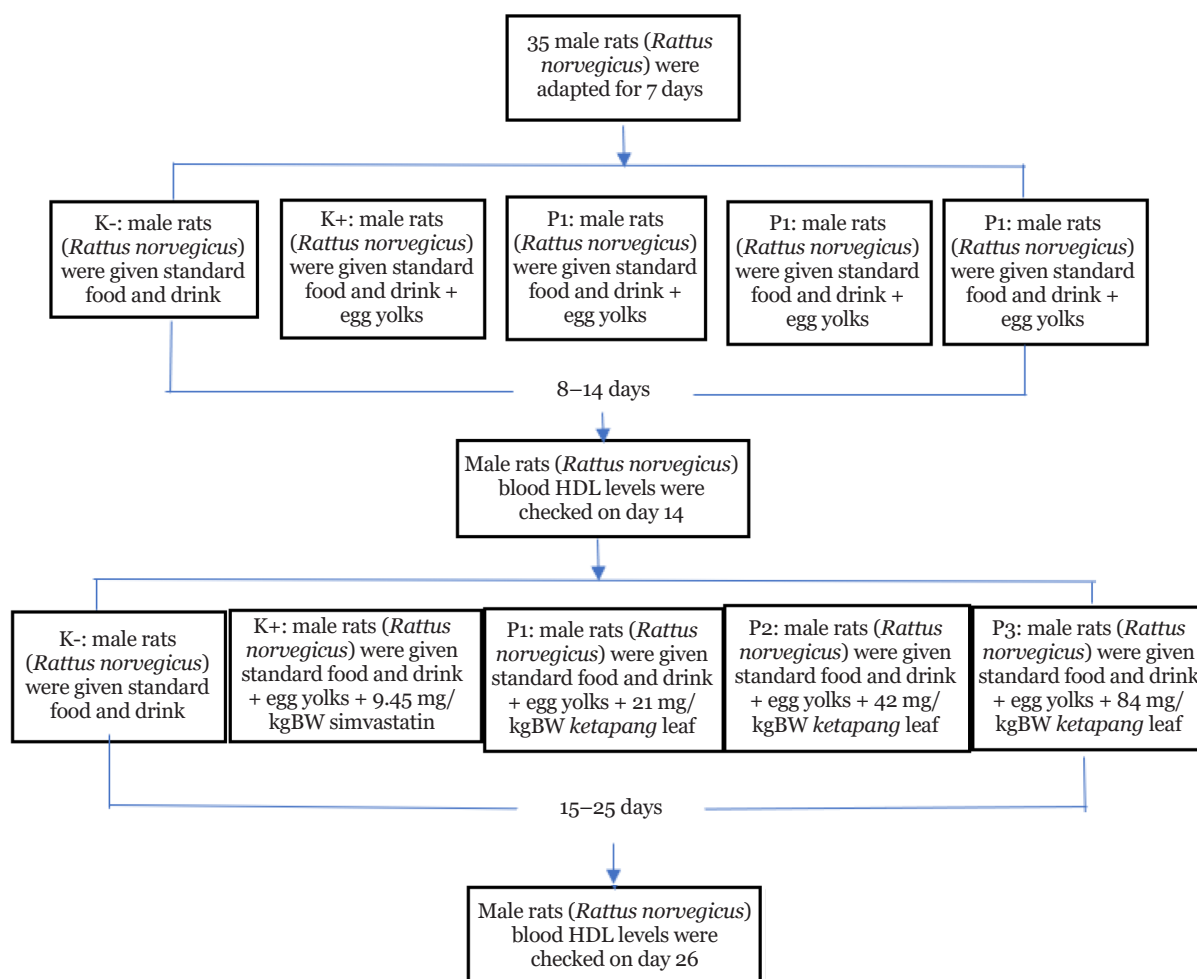 35 male rats (Rattus
norvegicus) were
adapted for 7 days
K-: male rats
(Rattus norvegicus)
were given standard
food and drink
K+: male rats
(Rattus norvegicus)
were given standard
food and drink +
egg yolks
P1: male rats
(Rattus norvegicus)
were given standard
food and drink +
egg yolks
P1: male rats
(Rattus norvegicus)
were given standard
food and drink +
egg yolks
P1: male rats
(Rattus norvegicus)
were given standard
food and drink +
egg yolks
8–14 days
Male rats (Rattus norvegicus)
blood HDL levels were
checked on day 14
K-: male rats
(Rattus norvegicus)
were given standard
food and drink
K+: male rats (Rattus
norvegicus) were given
standard food and drink
+ egg yolks + 9.45 mg/
kgBW simvastatin
P1: male rats (Rattus
norvegicus) were given
standard food and drink
+ egg yolks + 21 mg/
kgBW ketapang leaf
P2: male rats (Rattus
norvegicus) were given
standard food and drink
+ egg yolks + 42 mg/
kgBW ketapang leaf
P3: male rats (Rattus
norvegicus) were given
standard food and drink
+ egg yolks + 84 mg/
kgBW ketapang leaf
15–25 days
Male rats (Rattus norvegicus)
blood HDL levels were
checked on day 26